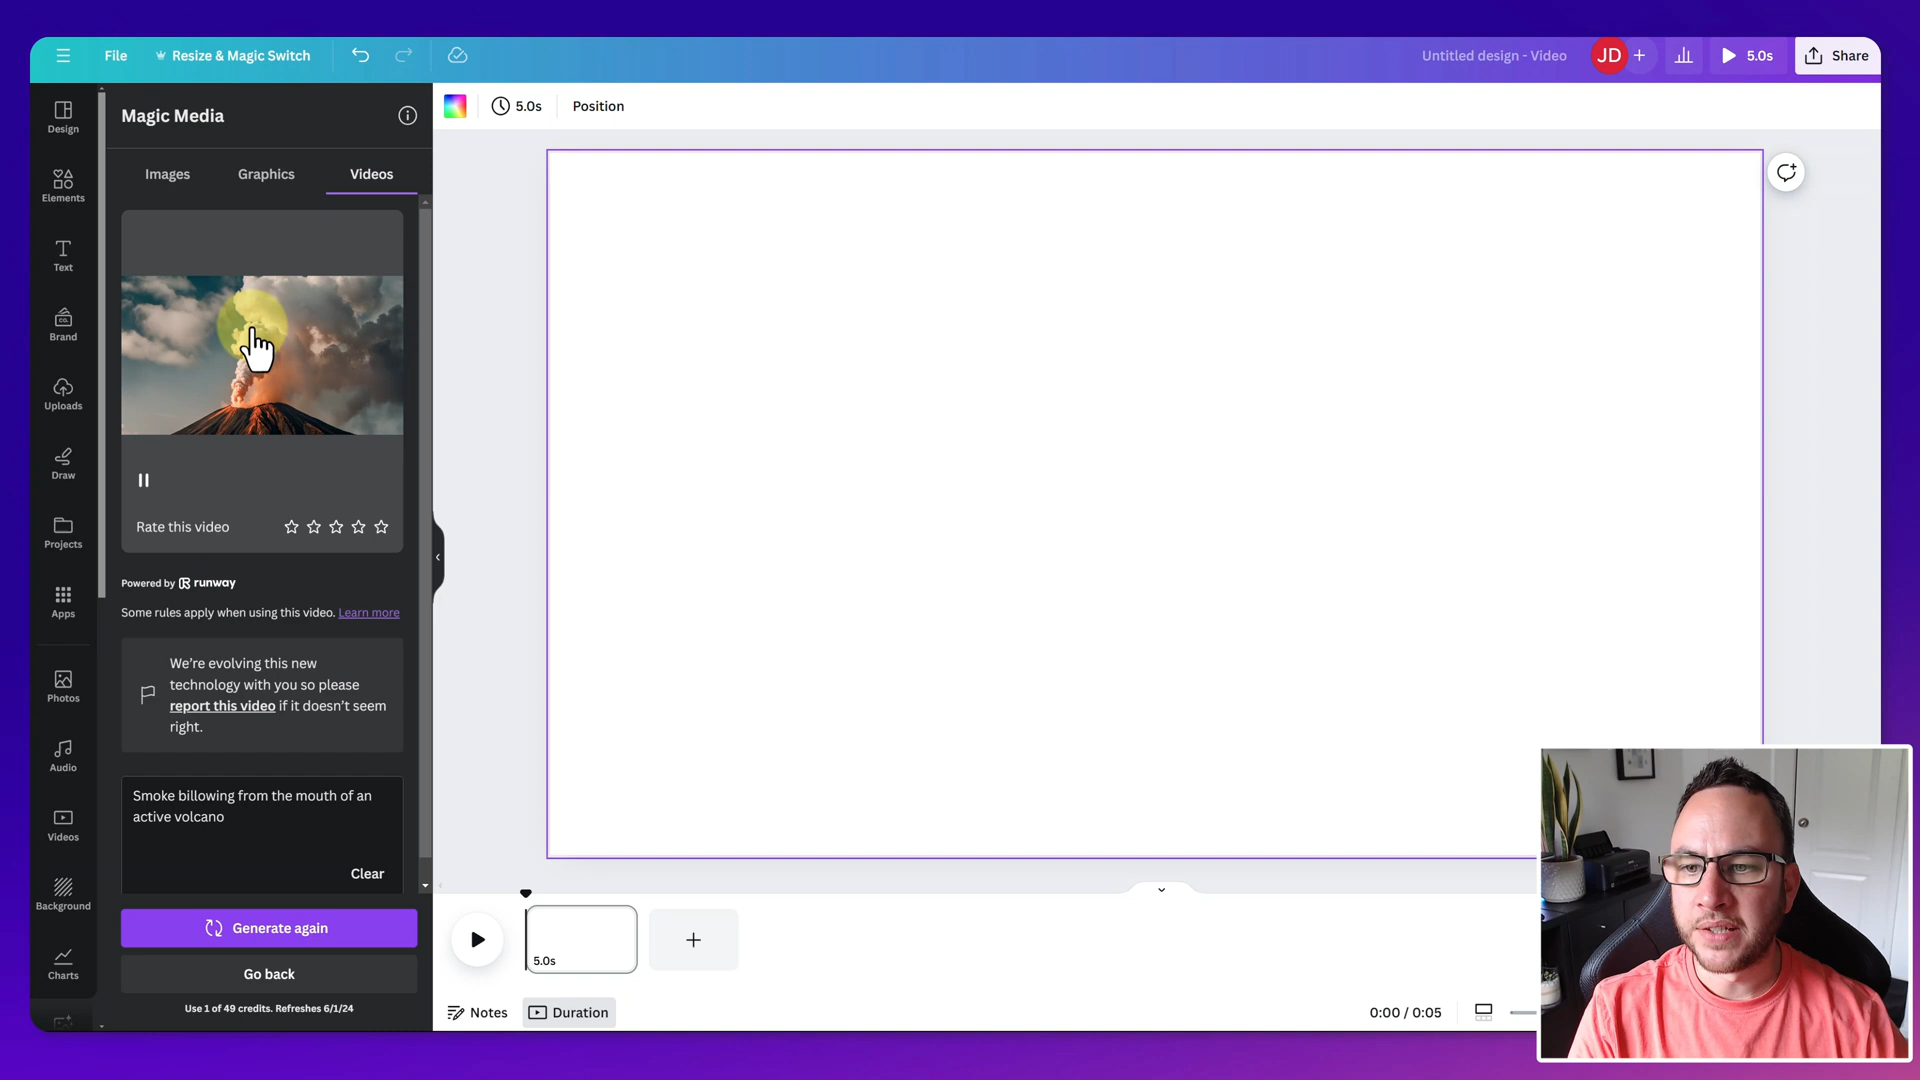 File
Resize & Magic Switch
Untitled design - Video
JD
5.0s
Share
Design
Elements
Text
Brand
CO.
Uploads
Draw
Projects
Apps
Photos
Audio
Videos
Background
Charts
Magic Media
Images
Graphics
Videos
Rate this video
Powered by runway
Some rules apply when using this video. Learn more
We're evolving this new
technology with you so please
report this video if it doesn't seem
right.
Smoke billowing from the mouth of an
active volcano
Clear
Generate again
Go back
Use 1 of 49 credits. Refreshes 6/1/24
5.0s
Position
5.0s
Notes
Duration
0:00 / 0:05